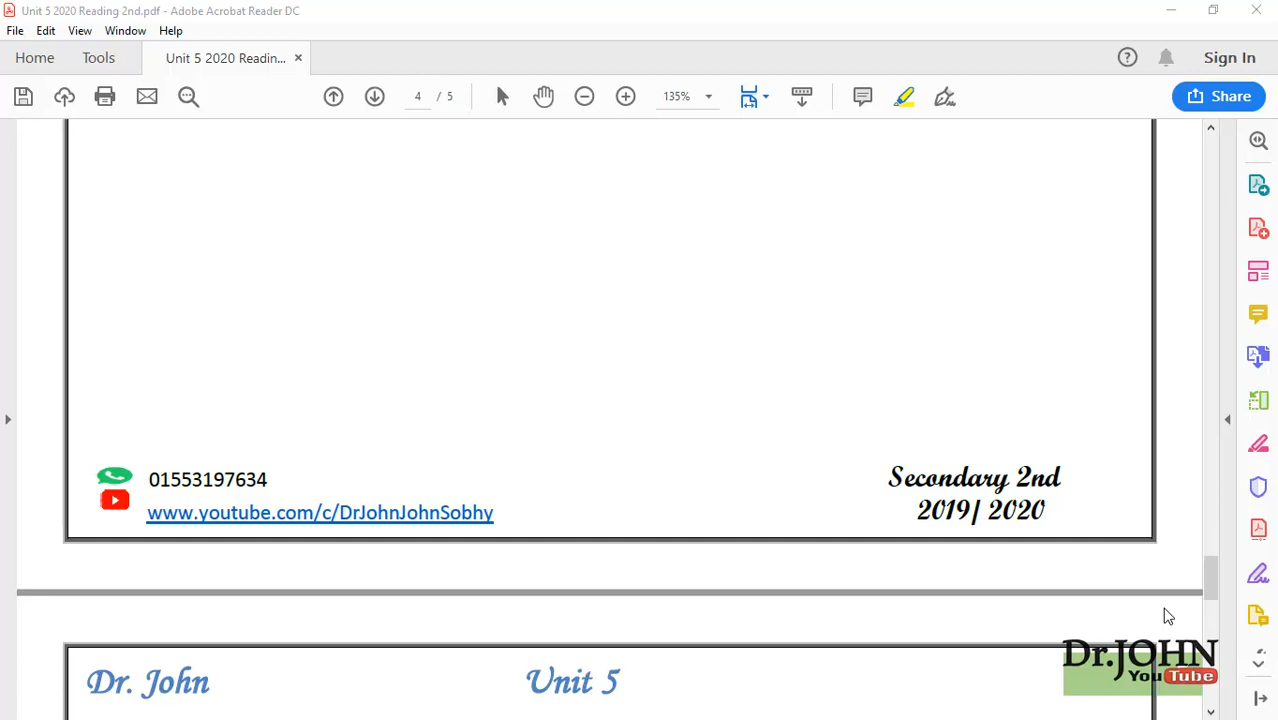 Unit 5 2020 Reading 2nd.pdf - Adobe Acrobat Reader DC
File Edit View Window Help
Home Tools Unit 5 2020 Readin... × Sign In
4 / 5 135% Share
01553197634
www.youtube.com/c/DrJohnJohnSobhy
Secondary 2nd
2019/ 2020
Dr. John Unit 5
Dr.JOHN
YouTube